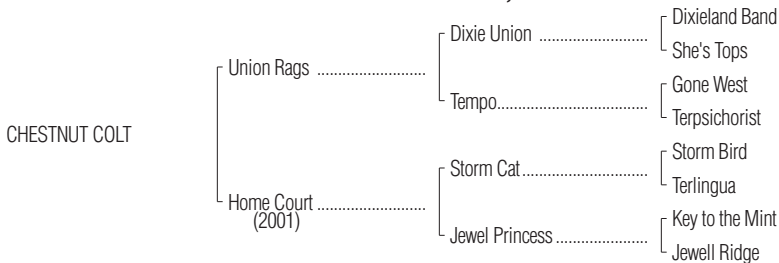 Dixieland Band
Dixie Union ..........................
She's Tops
Union Rags ..........................
Gone West
Tempo....................................
Terpsichorist
CHESTNUT COLT
Storm Bird
Storm Cat..............................
Terlingua
Home Court ..........................
(2001)
Key to the Mint
Jewel Princess ......................
Jewell Ridge